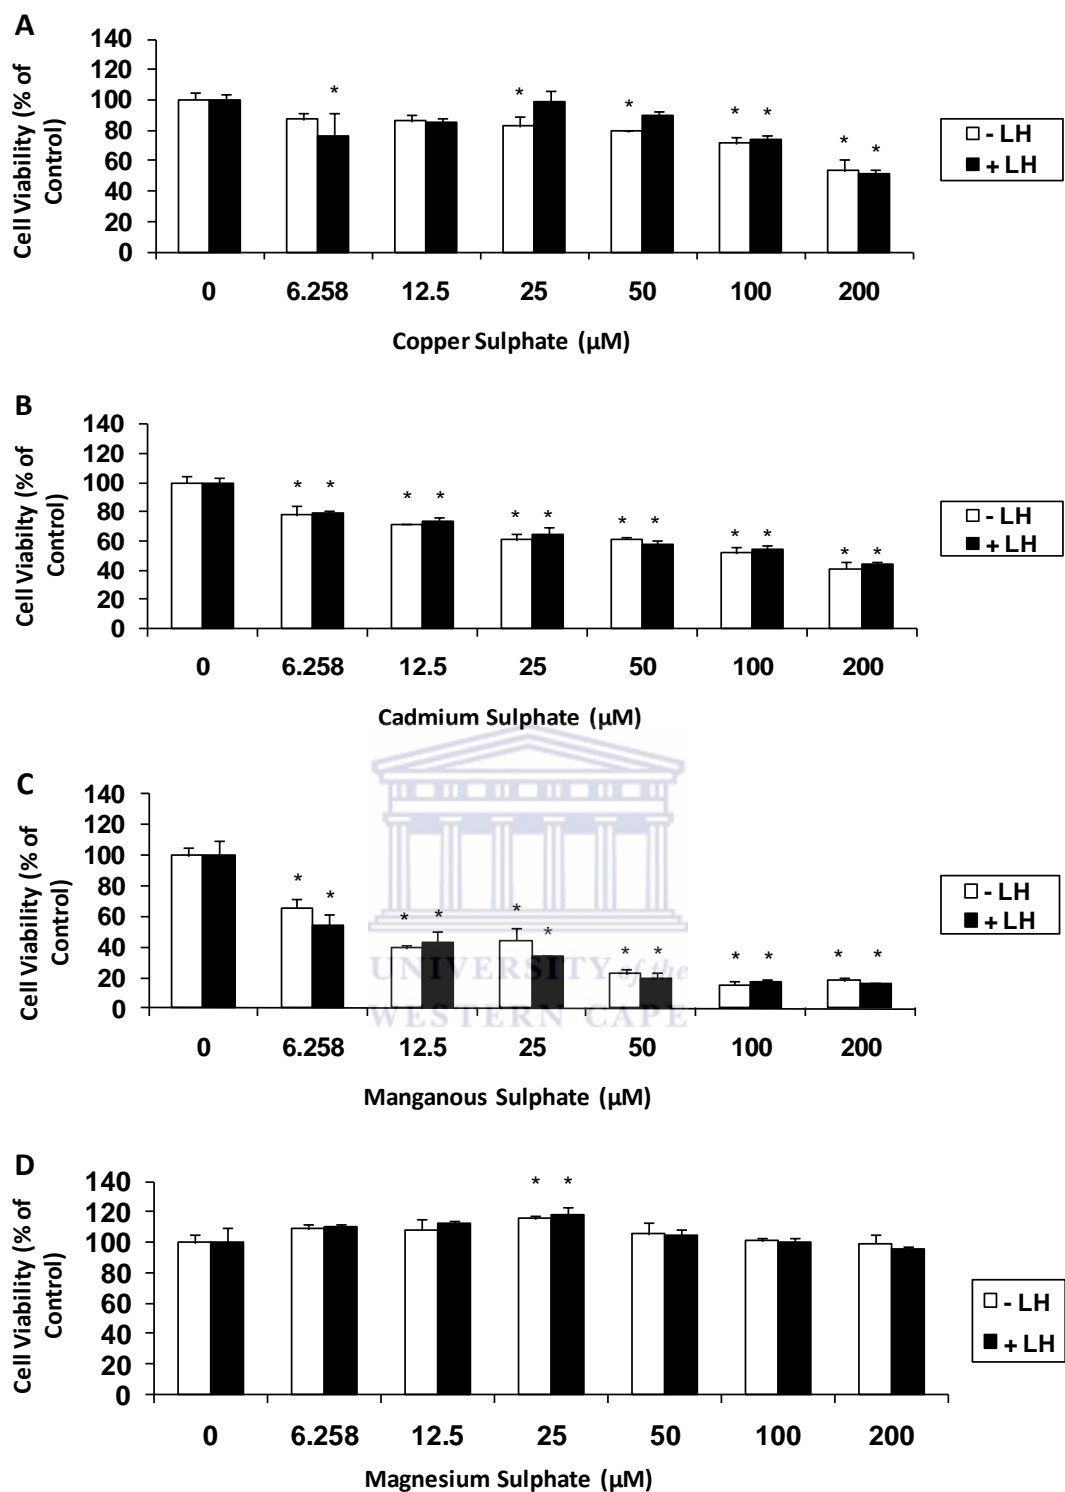 A
140
120
100
80
60
40
20
0
Cell Viability (% of
Control)
* * * * * * * *
- LH
+ LH
0 6.258 12.5 25 50 100 200
Copper Sulphate (µM)
B
140
120
100
80
60
40
20
0
Cell Viabilty (% of
Control)
* * * * * * * * * * * *
- LH
+ LH
0 6.258 12.5 25 50 100 200
Cadmium Sulphate (µM)
C
140
120
100
80
60
40
20
0
Cell Viability (% of
Control)
* * * * * * * * * * * *
- LH
+ LH
UNIVERSITY of the
WESTERN CAPE
0 6.258 12.5 25 50 100 200
Manganous Sulphate (µM)
D
140
120
100
80
60
40
20
0
Cell Viability (% of
Control)
* *
- LH
+ LH
0 6.258 12.5 25 50 100 200
Magnesium Sulphate (µM)